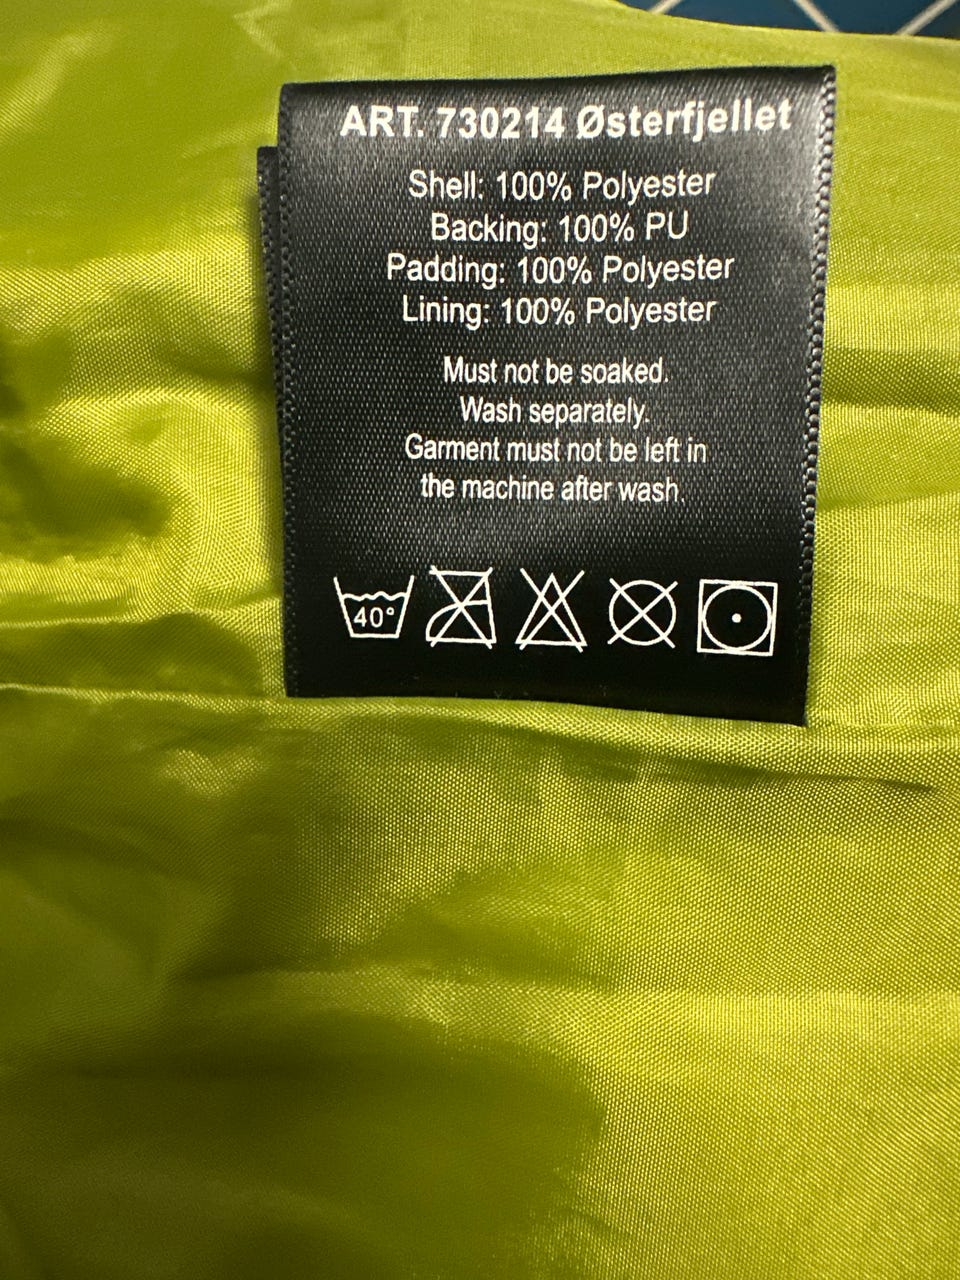 ART. 730214 Østerfjellet
Shell: 100% Polyester
Backing: 100% PU
Padding: 100% Polyester
Lining: 100% Polyester
Must not be soaked.
Wash separately.
Garment must not be left in
the machine after wash.
40°